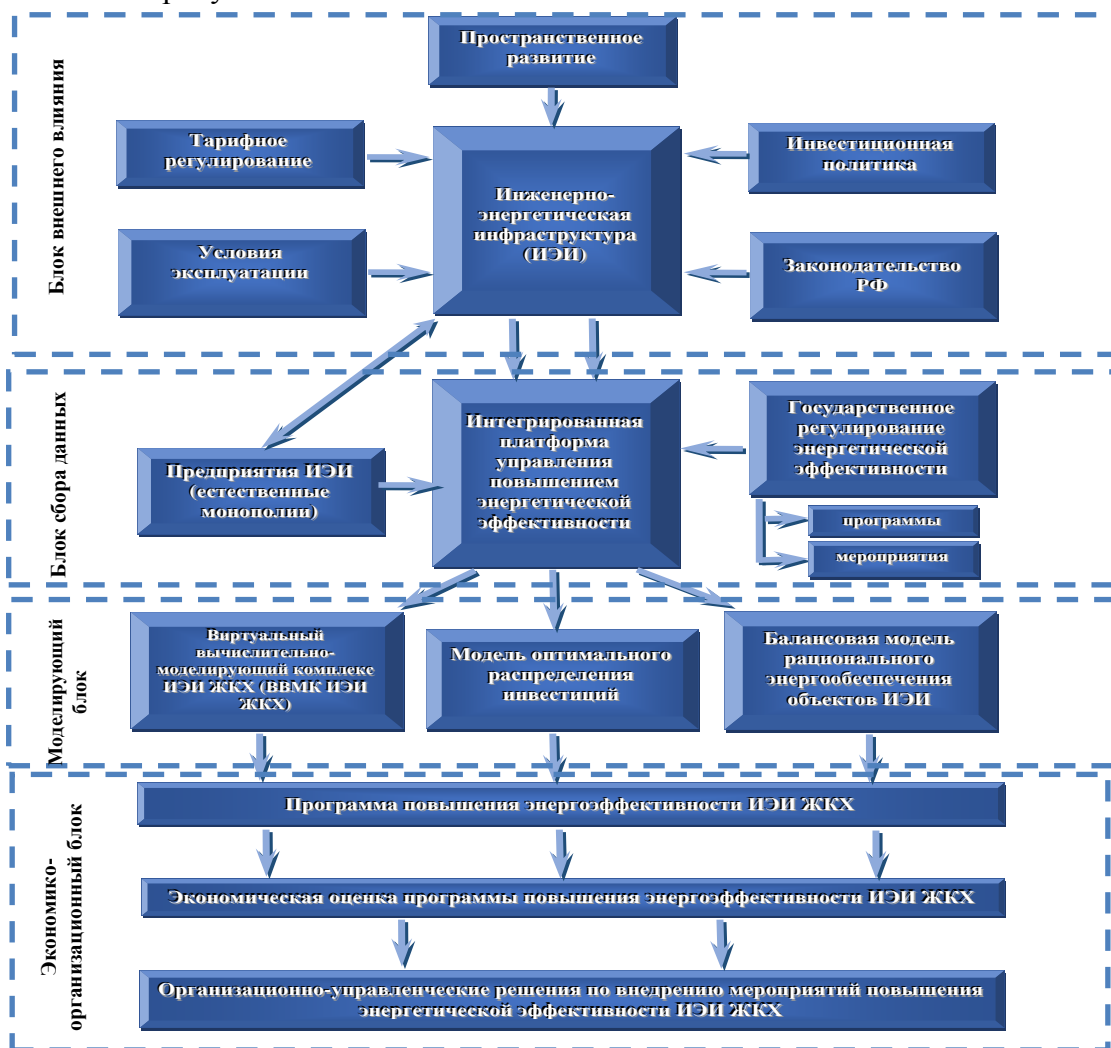 Блок внешнего влияния
Пространственное
развитие
Тарифное
регулирование
Инвестиционная
политика
Инженерно-
энергетическая
инфраструктура
(ИЭИ)
Условия
эксплуатации
Законодательство
РФ
Блок сбора данных
Интегрированная
платформа
управления
повышением
энергетической
эффективности
Государственное
регулирование
энергетической
эффективности
Предприятия ИЭИ
(естественные
монополии)
программы
мероприятия
Моделирующий
блок
Виртуальный
вычислительно-
моделирующий комплекс
ИЭИ ЖКХ (ВВМК ИЭИ
ЖКХ)
Модель оптимального
распределения
инвестиций
Балансовая модель
рационального
энергообеспечения
объектов ИЭИ
Экономико-
организационный блок
Программа повышения энергоэффективности ИЭИ ЖКХ
Экономическая оценка программы повышения энергоэффективности ИЭИ ЖКХ
Организационно-управленческие решения по внедрению мероприятий повышения
энергетической эффективности ИЭИ ЖКХ